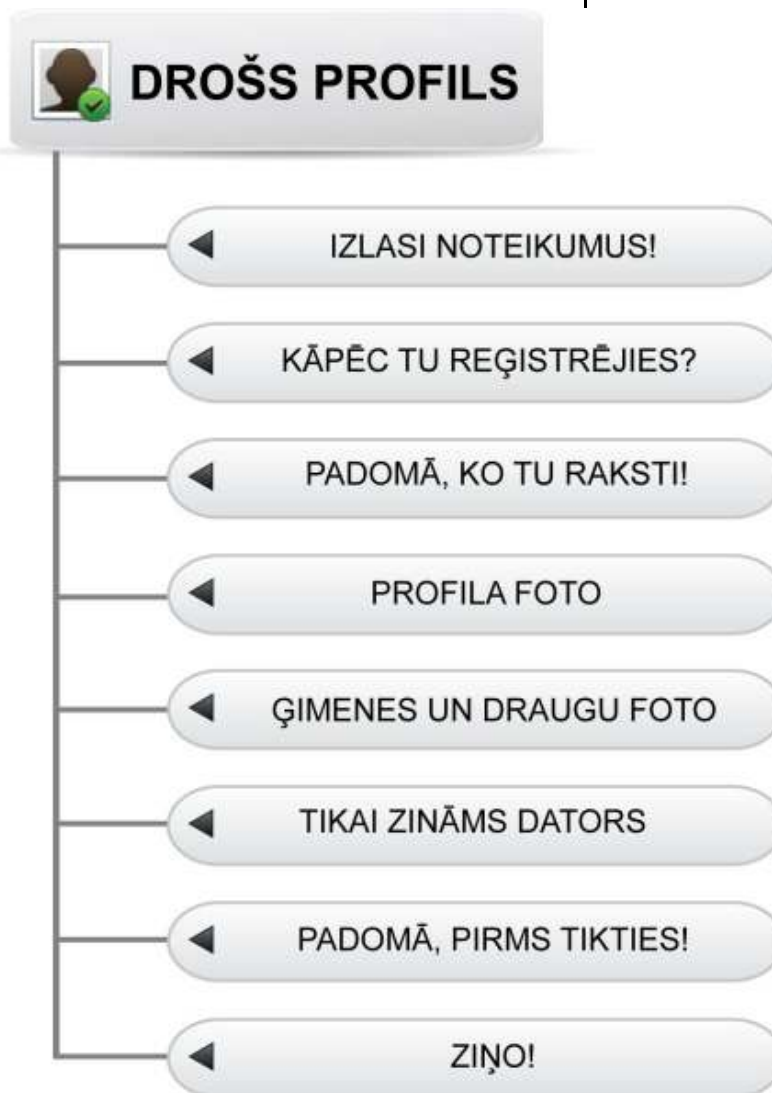 DROŠS PROFILS
IZLASI NOTEIKUMUS!
KĀPĒC TU REĢISTRĒJIES?
PADOMĀ, KO TU RAKSTI!
PROFILA FOTO
ĢIMENES UN DRAUGU FOTO
TIKAI ZINĀMS DATORS
PADOMĀ, PIRMS TIKTIES!
ZIŅO!